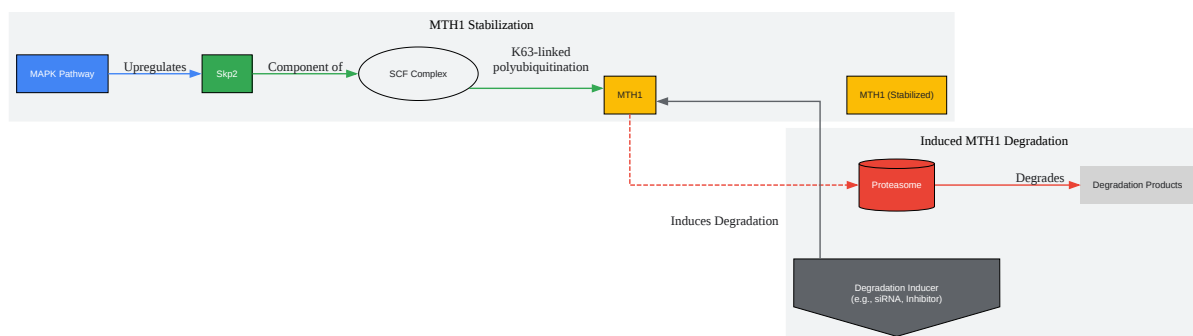 MTH1 Stabilization
MAPK Pathway
Upregulates
Skp2
Component of
SCF Complex
K63-linked
polyubiquitination
MTH1
MTH1 (Stabilized)
Induced MTH1 Degradation
Proteasome
Degrades
Degradation Products
Induces Degradation
Degradation Inducer
(e.g., siRNA, Inhibitor)